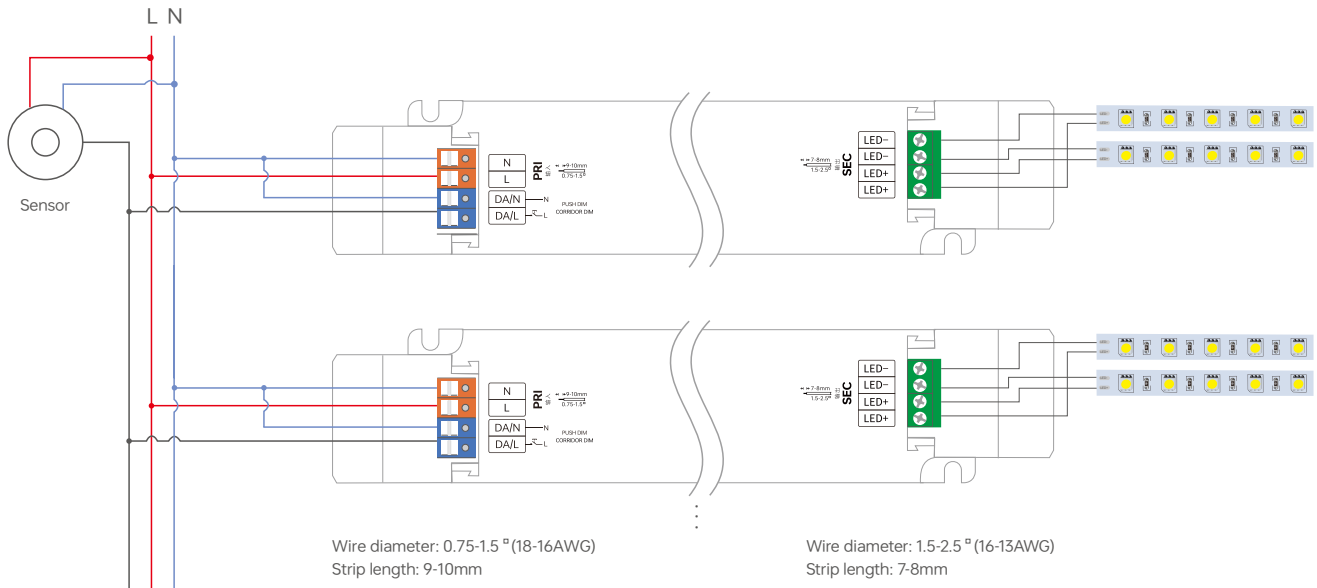 L N
Sensor
N
L
DA/N
DA/L
PRI
9-10mm
0.75-1.5□
N
L
PUSH DIM
CORRIDOR DIM
7-8mm
1.5-2.5□
SEC
LED-
LED-
LED+
LED+
N
L
DA/N
DA/L
PRI
9-10mm
0.75-1.5□
N
L
PUSH DIM
CORRIDOR DIM
7-8mm
1.5-2.5□
SEC
LED-
LED-
LED+
LED+
Wire diameter: 0.75-1.5 □ (18-16AWG)
Strip length: 9-10mm
Wire diameter: 1.5-2.5 □ (16-13AWG)
Strip length: 7-8mm